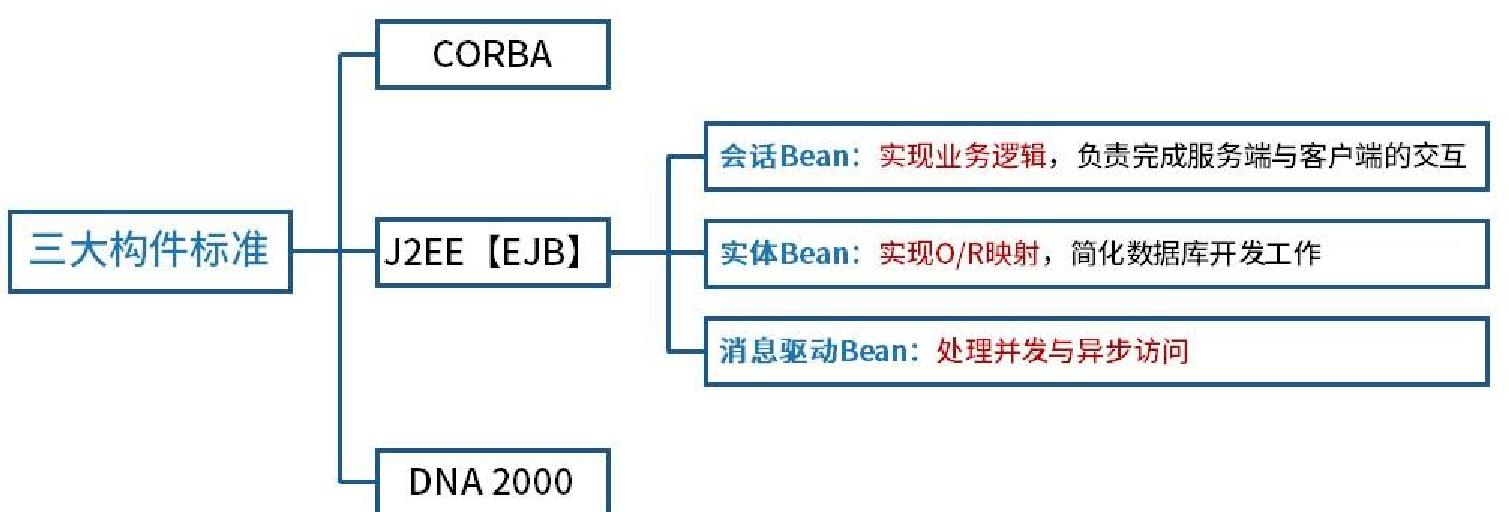 CORBA
会话Bean：实现业务逻辑，负责完成服务端与客户端的交互
三大构件标准
J2EE【EJB】
实体Bean：实现O/R映射，简化数据库开发工作
消息驱动Bean：处理并发与异步访问
DNA 2000